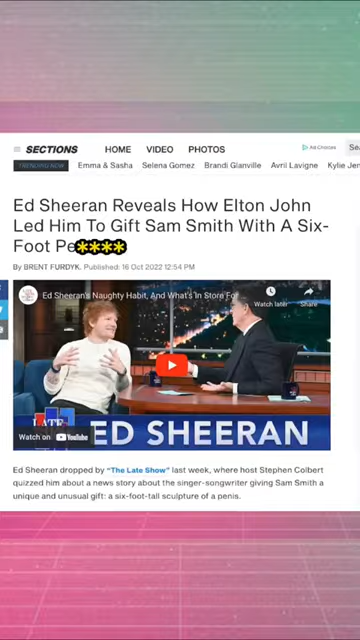 SECTIONS HOME VIDEO PHOTOS Ad Choices Sea
TRENDING NOW Emma & Sasha Selena Gomez Brandi Glanville Avril Lavigne Kylie Jen
Ed Sheeran Reveals How Elton John
Led Him To Gift Sam Smith With A Six-
Foot Pe****
By BRENT FURDYK. Published: 16 Oct 2022 12:54 PM
Ed Sheeran's Naughty Habit, And What's In Store For
Watch later Share
Watch on YouTube
LATE
ED SHEERAN
Ed Sheeran dropped by "The Late Show" last week, where host Stephen Colbert
quizzed him about a news story about the singer-songwriter giving Sam Smith a
unique and unusual gift: a six-foot-tall sculpture of a penis.